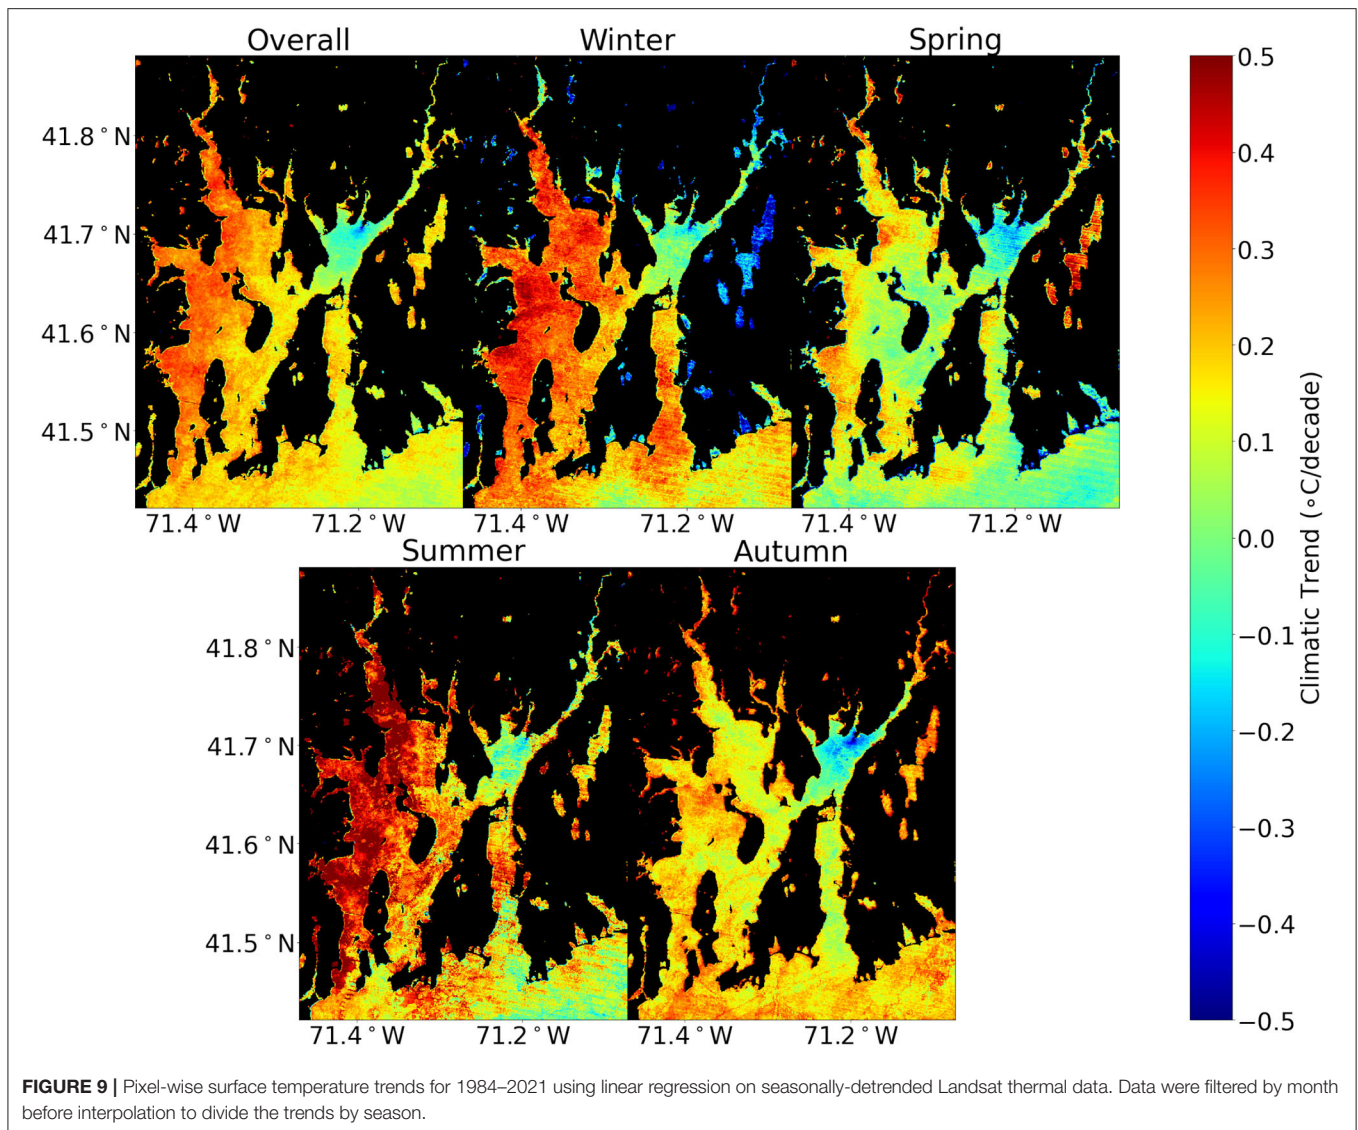 Overall
Winter
Spring
41.8°N
41.7°N
41.6°N
41.5°N
71.4°W
71.2°W
71.4°W
71.2°W
71.4°W
71.2°W
Summer
Autumn
41.8°N
41.7°N
41.6°N
41.5°N
71.4°W
71.2°W
71.4°W
71.2°W
0.5
0.4
0.3
0.2
0.1
0.0
−0.1
−0.2
−0.3
−0.4
−0.5
Climatic Trend (∘C/decade)
FIGURE 9 | Pixel-wise surface temperature trends for 1984–2021 using linear regression on seasonally-detrended Landsat thermal data. Data were filtered by month
before interpolation to divide the trends by season.